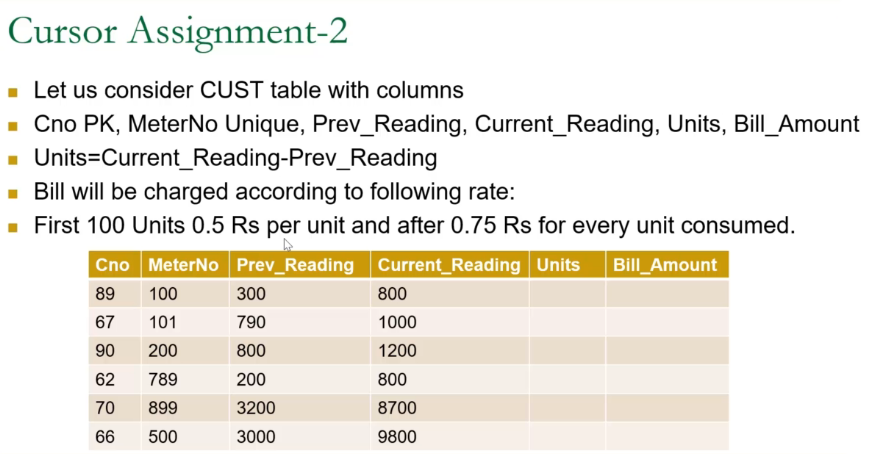 Cursor Assignment-2
Let us consider CUST table with columns
Cno PK, MeterNo Unique, Prev_Reading, Current_Reading, Units, Bill_Amount
Units=Current_Reading-Prev_Reading
Bill will be charged according to following rate:
First 100 Units 0.5 Rs per unit and after 0.75 Rs for every unit consumed.
Cno MeterNo Prev_Reading Current_Reading Units Bill_Amount
89 100 300 800
67 101 790 1000
90 200 800 1200
62 789 200 800
70 899 3200 8700
66 500 3000 9800